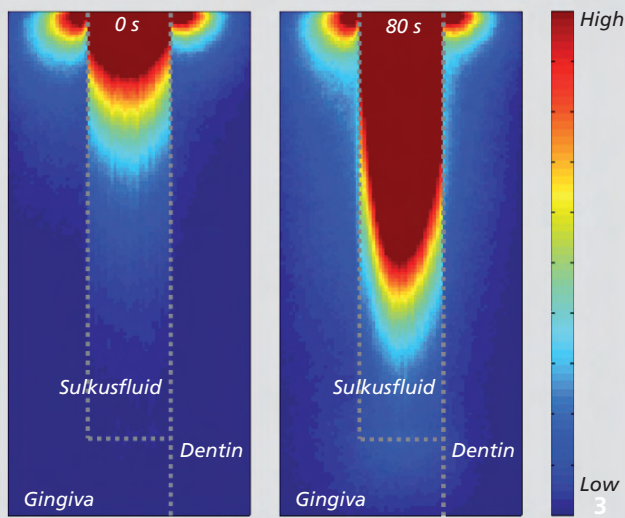 0 s
Sulkusfluid
Dentin
Gingiva
80 s
Sulkusfluid
Dentin
Gingiva
High
Low
3